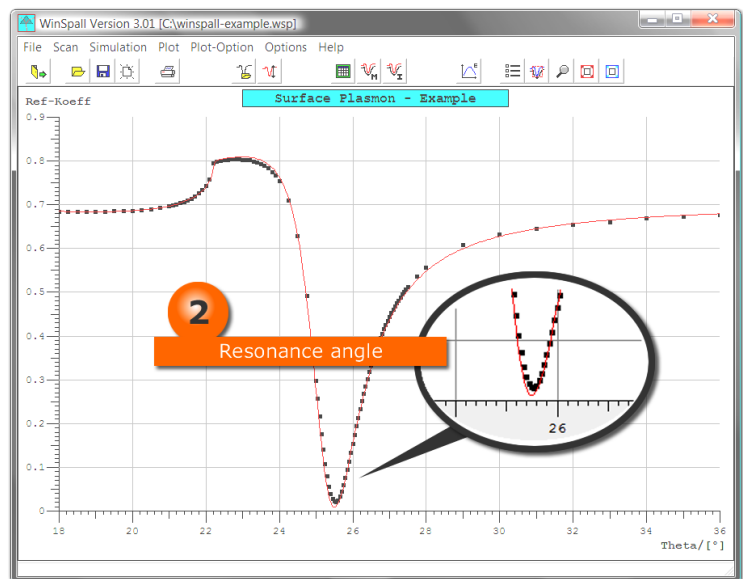 WinSpall Version 3.01 [C:\winspall-example.wsp]
File Scan Simulation Plot Plot-Option Options Help
M I E
Ref-Koeff
Surface Plasmon - Example
0.9
0.8
0.7
0.6
0.5
0.4
0.3
0.2
0.1
0
2
Resonance angle
26
18 20 22 24 26 28 30 32 34 36
Theta/[°]